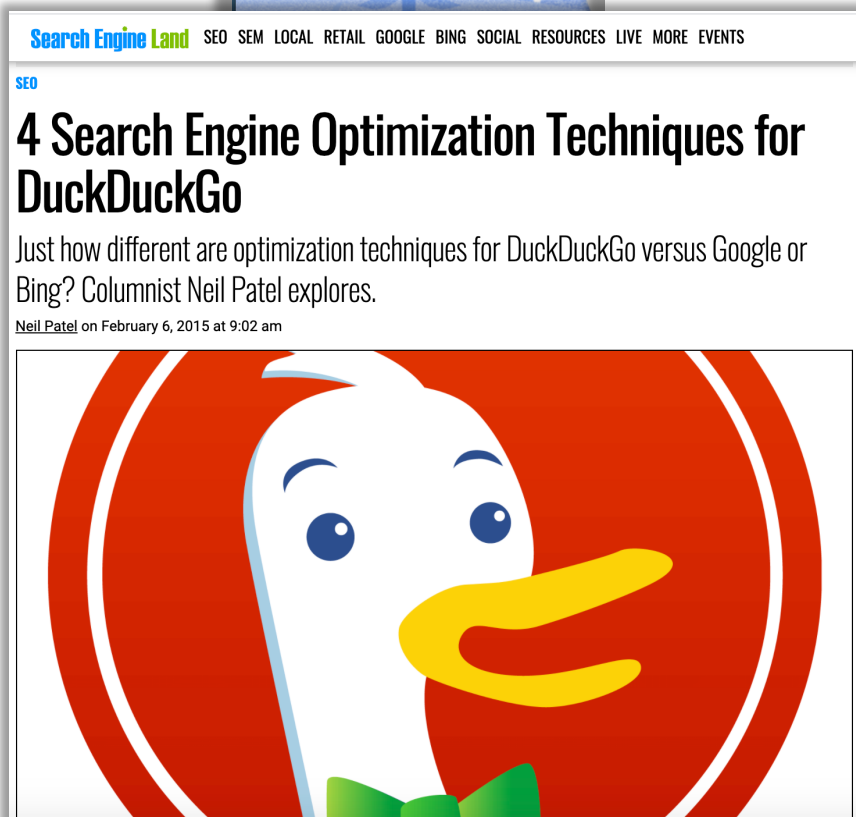 Search Engine Land SEO SEM LOCAL RETAIL GOOGLE BING SOCIAL RESOURCES LIVE MORE EVENTS
SEO
4 Search Engine Optimization Techniques for
DuckDuckGo
Just how different are optimization techniques for DuckDuckGo versus Google or
Bing? Columnist Neil Patel explores.
Neil Patel on February 6, 2015 at 9:02 am